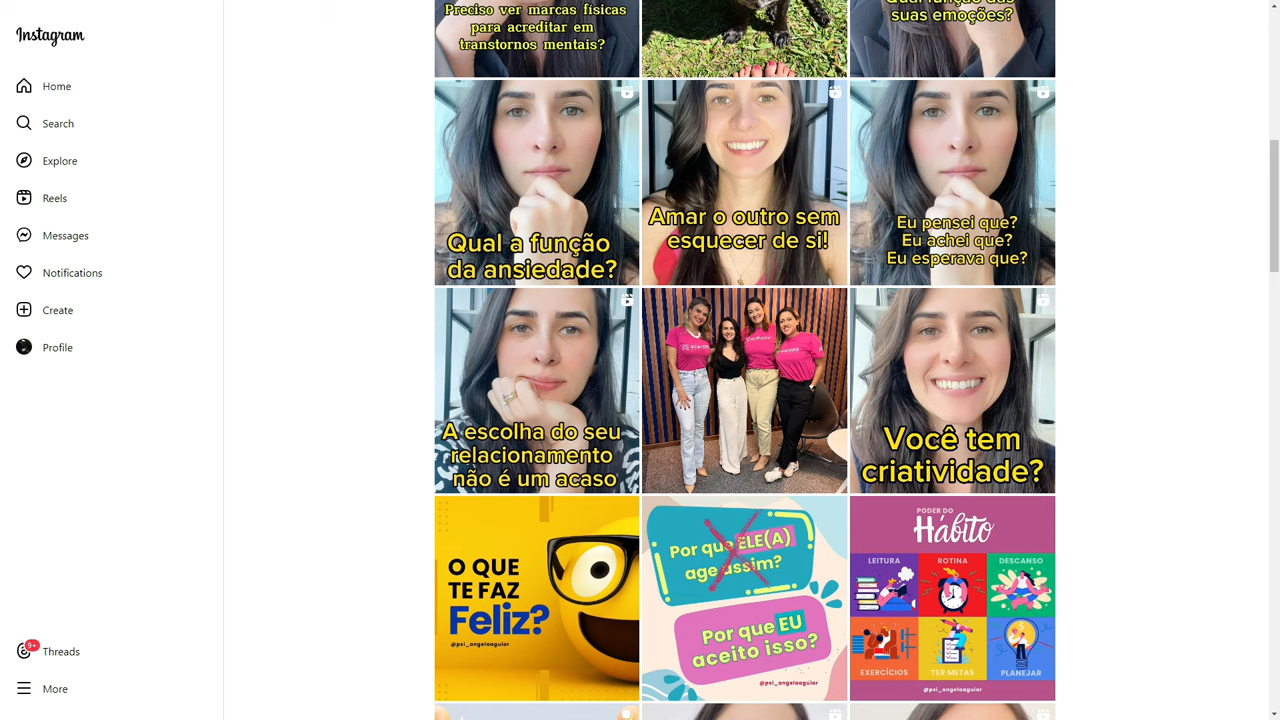 Instagram
Home
Search
Explore
Reels
Messages
Notifications
Create
Profile
9+
Threads
More
Preciso ver marcas físicas
para acreditar em
transtornos mentais?
suas emoções?
Qual a função
da ansiedade?
Amar o outro sem
esquecer de si!
Eu pensei que?
Eu achei que?
Eu esperava que?
A escolha do seu
relacionamento
não é um acaso
Você tem
criatividade?
O QUE
TE FAZ
Feliz?
@psi_angelaaguiar
Por que ELE(A)
age assim?
Por que EU
aceito isso?
@psi_angelaaguiar
PODER DO
Hábito
LEITURA
ROTINA
DESCANSO
EXERCÍCIOS
TER METAS
PLANEJAR
@psi_angelaaguiar